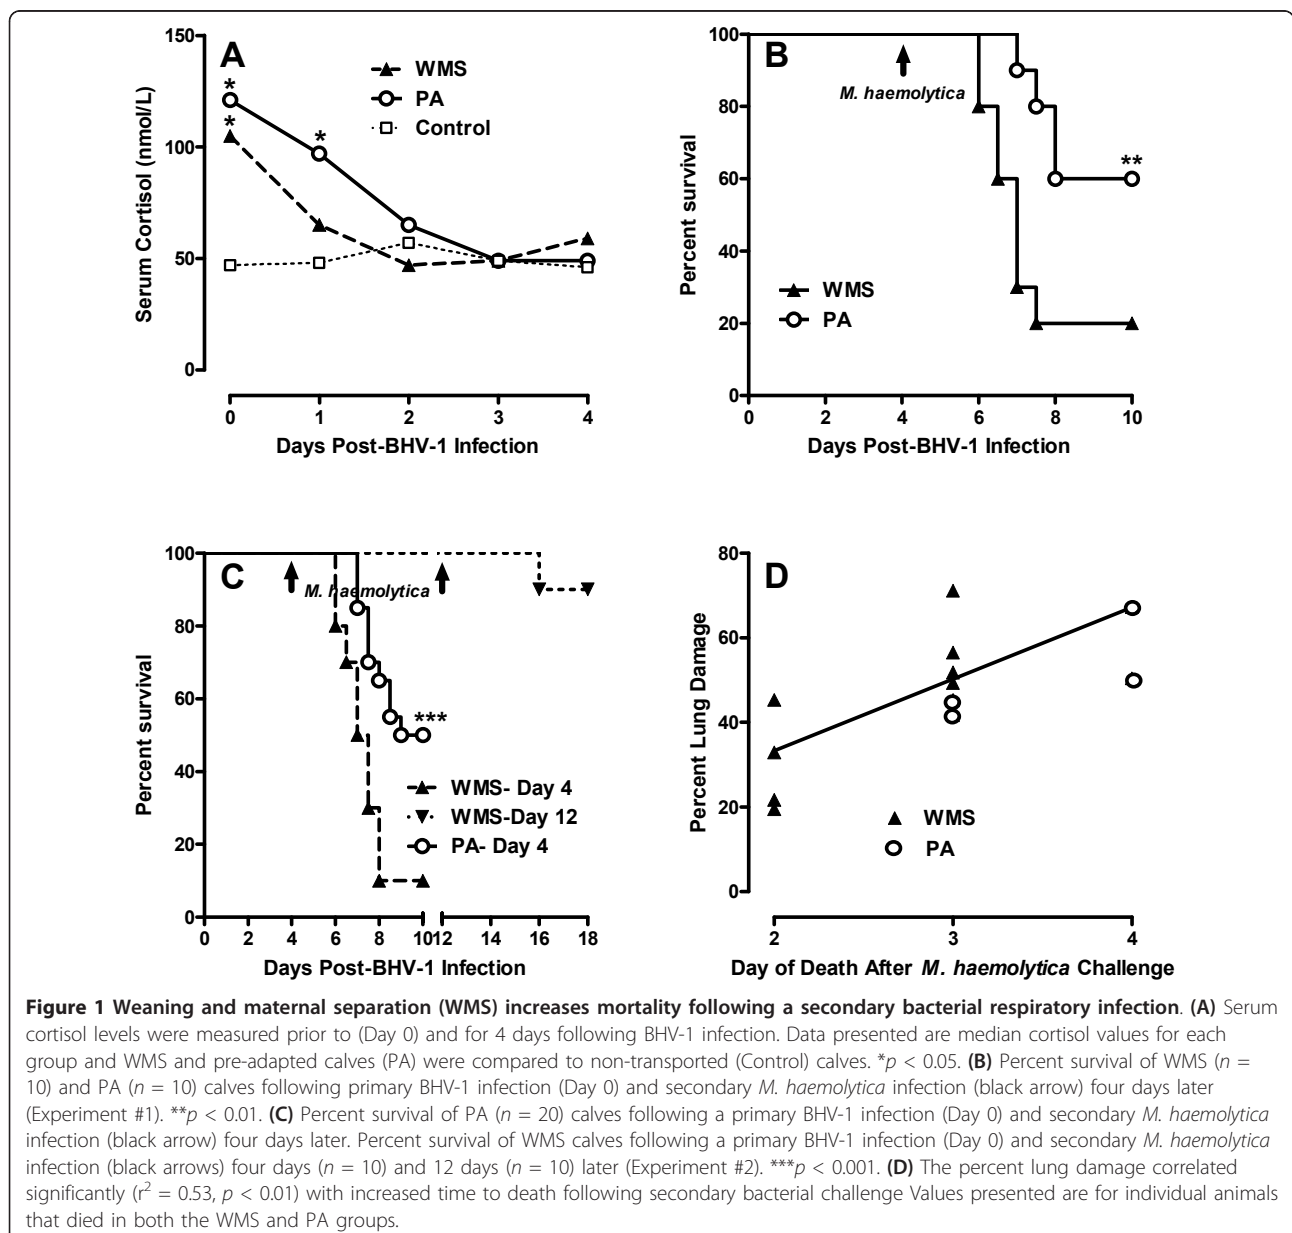 A
150
100
50
0
Serum Cortisol (nmol/L)
WMS
PA
Control
*
*
*
0 1 2 3 4
Days Post-BHV-1 Infection
B
100
80
60
40
20
0
Percent survival
M. haemolytica
**
WMS
PA
0 2 4 6 8 10
Days Post-BHV-1 Infection
C
100
80
60
40
20
0
Percent survival
M. haemolytica
***
WMS- Day 4
WMS-Day 12
PA- Day 4
0 2 4 6 8 10 12 14 16 18
Days Post-BHV-1 Infection
D
80
60
40
20
0
Percent Lung Damage
WMS
PA
2 3 4
Day of Death After M. haemolytica Challenge
Figure 1 Weaning and maternal separation (WMS) increases mortality following a secondary bacterial respiratory infection. (A) Serum
cortisol levels were measured prior to (Day 0) and for 4 days following BHV-1 infection. Data presented are median cortisol values for each
group and WMS and pre-adapted calves (PA) were compared to non-transported (Control) calves. *p < 0.05. (B) Percent survival of WMS (n =
10) and PA (n = 10) calves following primary BHV-1 infection (Day 0) and secondary M. haemolytica infection (black arrow) four days later
(Experiment #1). **p < 0.01. (C) Percent survival of PA (n = 20) calves following a primary BHV-1 infection (Day 0) and secondary M. haemolytica
infection (black arrow) four days later. Percent survival of WMS calves following a primary BHV-1 infection (Day 0) and secondary M. haemolytica
infection (black arrows) four days (n = 10) and 12 days (n = 10) later (Experiment #2). ***p < 0.001. (D) The percent lung damage correlated
significantly (r² = 0.53, p < 0.01) with increased time to death following secondary bacterial challenge Values presented are for individual animals
that died in both the WMS and PA groups.